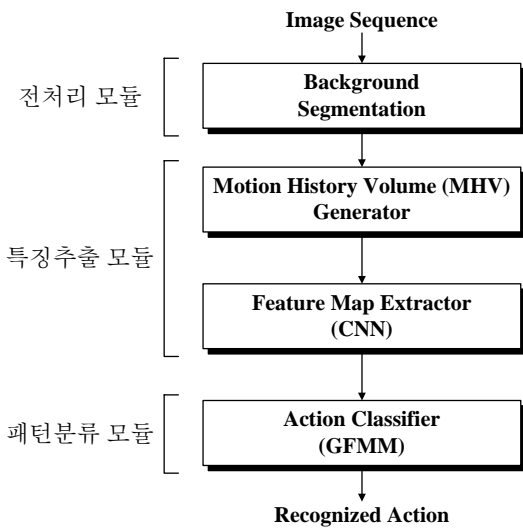 Image Sequence
전처리 모듈
Background
Segmentation
특징추출 모듈
Motion History Volume (MHV)
Generator
Feature Map Extractor
(CNN)
패턴분류 모듈
Action Classifier
(GFMM)
Recognized Action